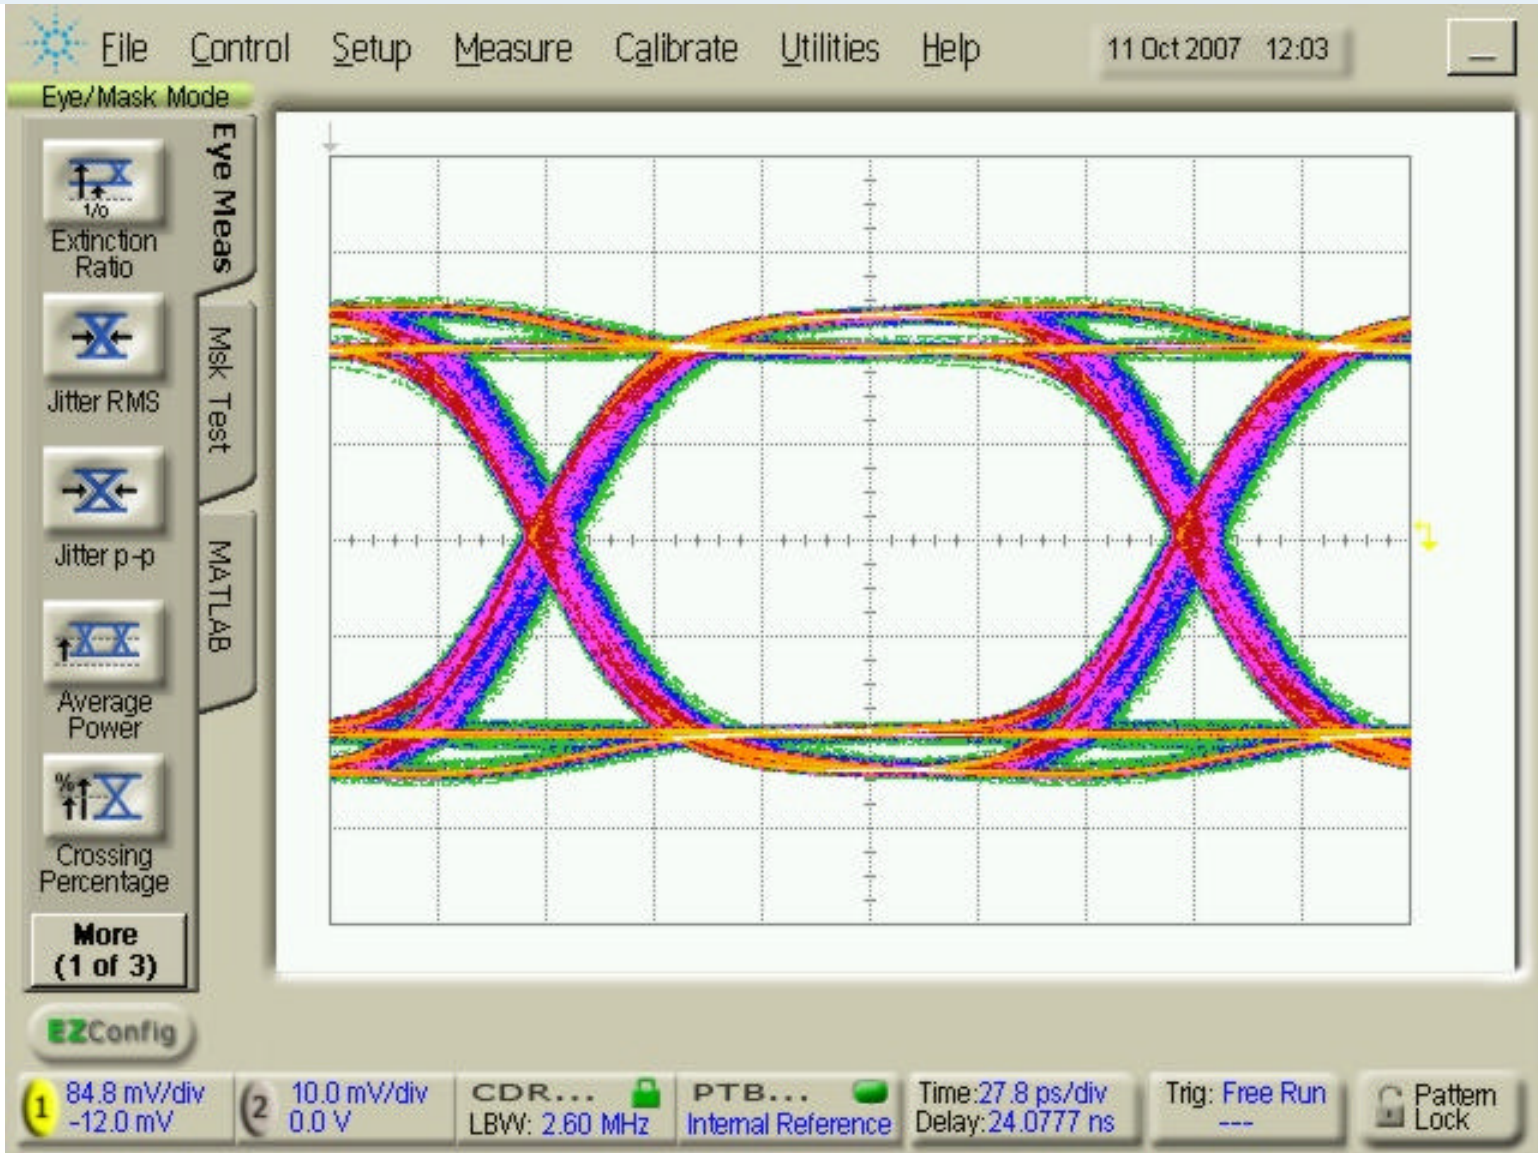 File Control Setup Measure Calibrate Utilities Help 11 Oct 2007 12:03
Eye/Mask Mode
Eye Meas
1/0
Extinction
Ratio
Jitter RMS
Msk Test
Jitter p-p
MATLAB
Average
Power
%
Crossing
Percentage
More
(1 of 3)
EZConfig
1 84.8 mV/div
-12.0 mV
2 10.0 mV/div
0.0 V
CDR...
LBW: 2.60 MHz
PTB...
Internal Reference
Time:27.8 ps/div
Delay:24.0777 ns
Trig: Free Run
---
Pattern
Lock